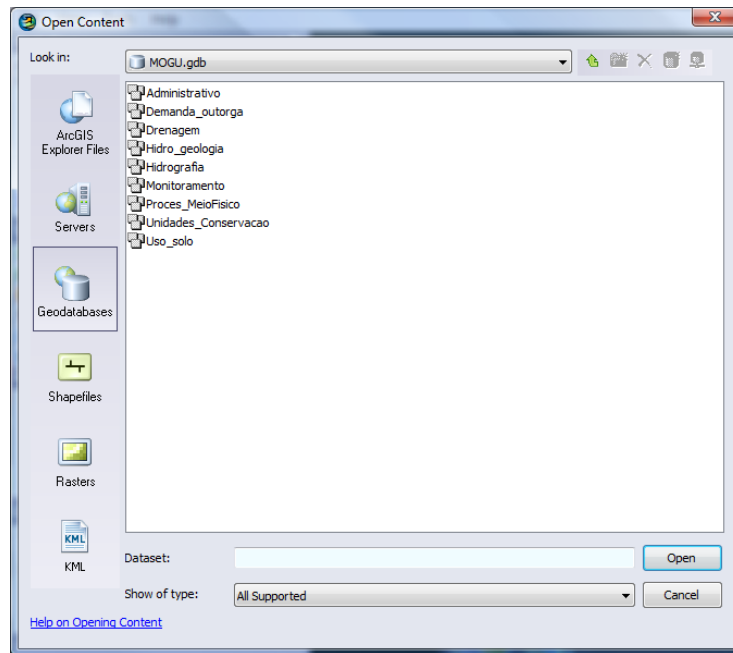 Open Content
Look in:
MOGU.gdb
ArcGIS
Explorer Files
Servers
Geodatabases
Shapefiles
Rasters
KML
KML
Administrativo
Demanda_outorga
Drenagem
Hidro_geologia
Hidrografia
Monitoramento
Proces_MeioFisico
Unidades_Conservacao
Uso_solo
Dataset:
Open
Show of type:
All Supported
Cancel
Help on Opening Content